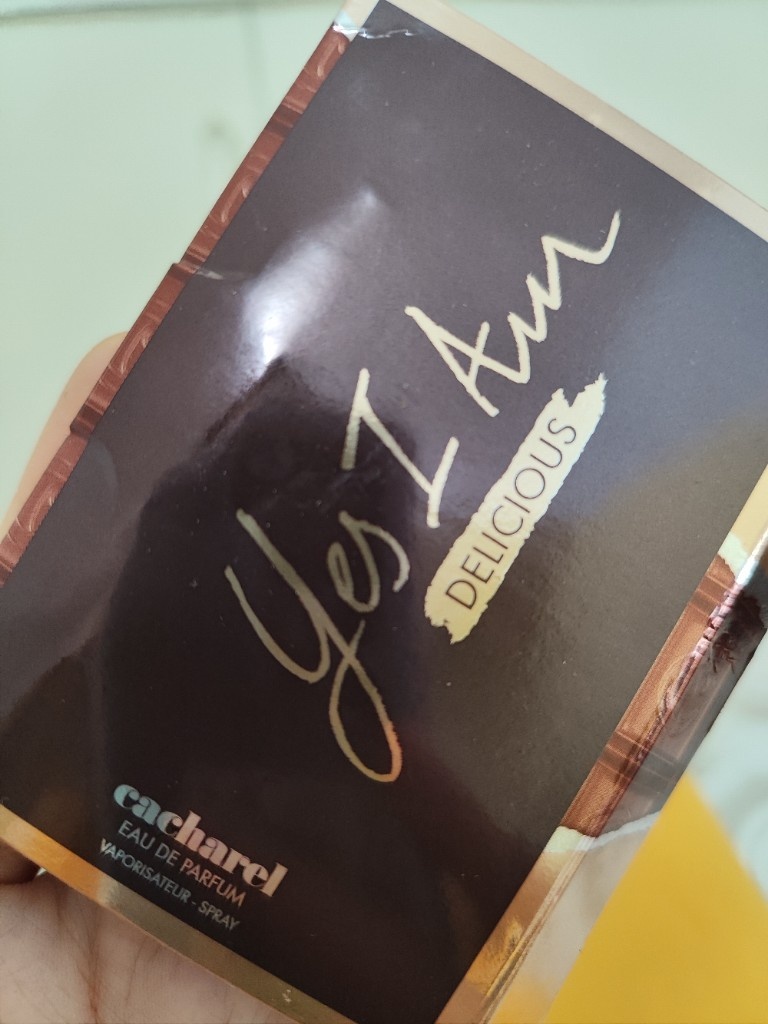 Yes I Am
DELICIOUS
cacharel
EAU DE PARFUM
VAPORISATEUR - SPRAY